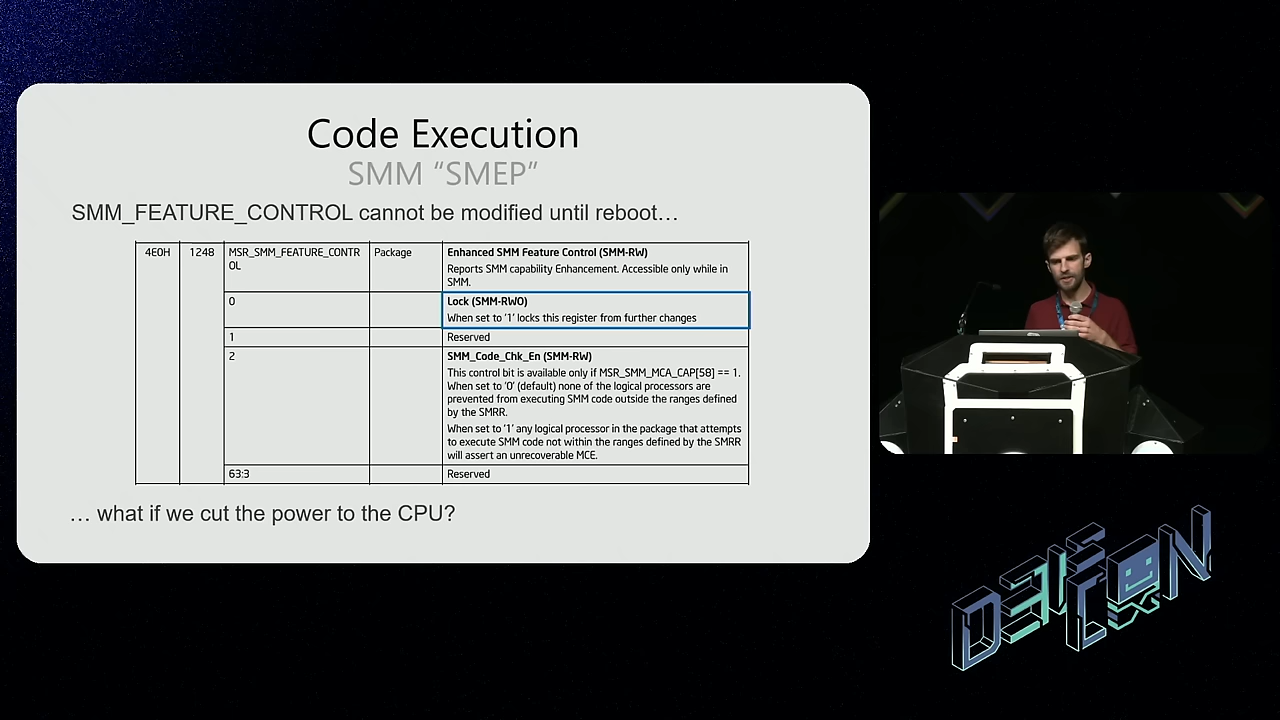 Code Execution
SMM “SMEP”
SMM_FEATURE_CONTROL cannot be modified until reboot…
4E0H 1248 MSR_SMM_FEATURE_CONTR Package Enhanced SMM Feature Control (SMM-RW)
OL Reports SMM capability Enhancement. Accessible only while in
SMM.
0 Lock (SMM-RWO)
When set to '1' locks this register from further changes
1 Reserved
2 SMM_Code_Chk_En (SMM-RW)
This control bit is available only if MSR_SMM_MCA_CAP[58] == 1.
When set to '0' (default) none of the logical processors are
prevented from executing SMM code outside the ranges defined
by the SMRR.
When set to '1' any logical processor in the package that attempts
to execute SMM code not within the ranges defined by the SMRR
will assert an unrecoverable MCE.
63:3 Reserved
… what if we cut the power to the CPU?
DEF
CON